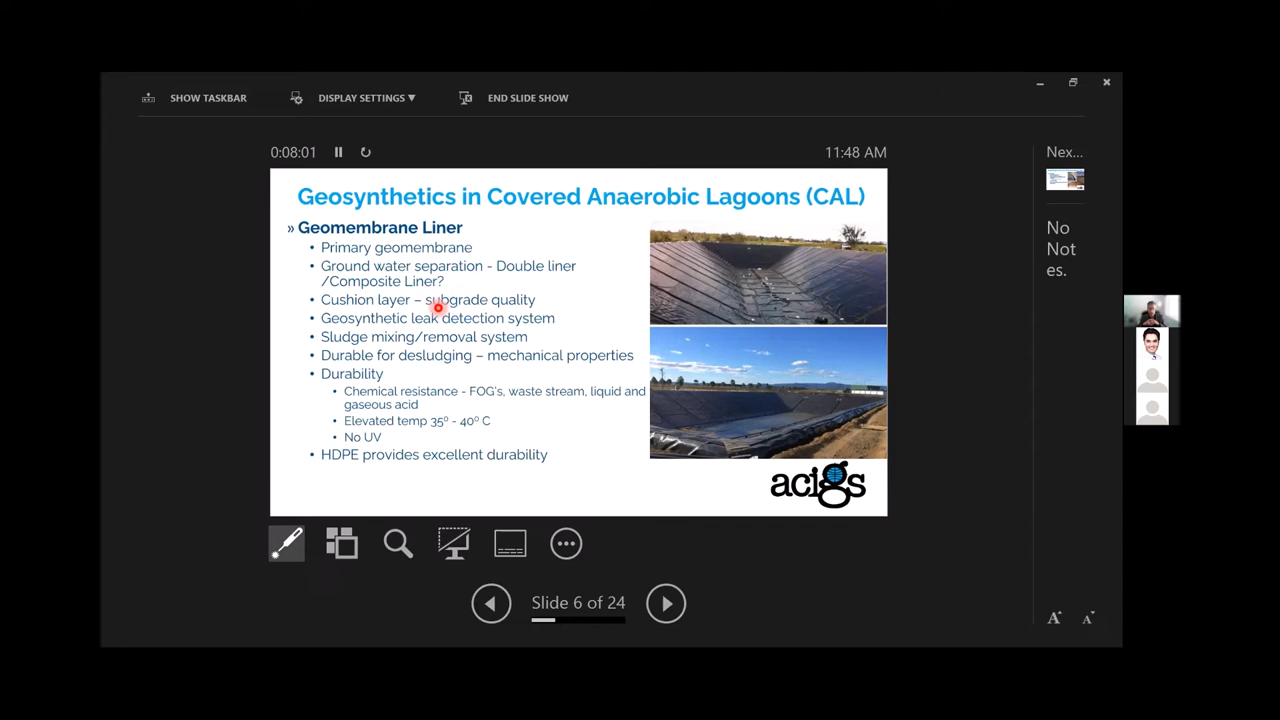 SHOW TASKBAR
DISPLAY SETTINGS ▼
END SLIDE SHOW
0:08:01
11:48 AM
Geosynthetics in Covered Anaerobic Lagoons (CAL)
» Geomembrane Liner
• Primary geomembrane
• Ground water separation - Double liner
/Composite Liner?
• Cushion layer – subgrade quality
• Geosynthetic leak detection system
• Sludge mixing/removal system
• Durable for desludging – mechanical properties
• Durability
• Chemical resistance - FOG's, waste stream, liquid and
gaseous acid
• Elevated temp 35⁰ - 40⁰ C
• No UV
• HDPE provides excellent durability
acigs
Slide 6 of 24
Nex...
No
Not
es.
A
A